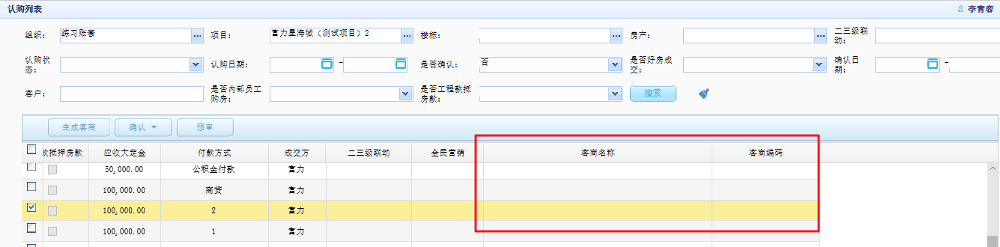 认购列表 李青容
组织: 练习账套 项目: 富力星海城（测试项目）2 楼栋: 房产: 二三级联动:
认购状态: 认购日期: - 是否确认: 否 是否好房成交: 确认日期:
客户: 是否内部员工购房: 是否工程款抵房款: 搜索
生成客商 确认 预审
款抵押房款 应收大定金 付款方式 成交方 二三级联动 全民营销 客商名称 客商编码
50,000.00 公积金付款 富力
100,000.00 商贷 富力
100,000.00 2 富力
100,000.00 1 富力